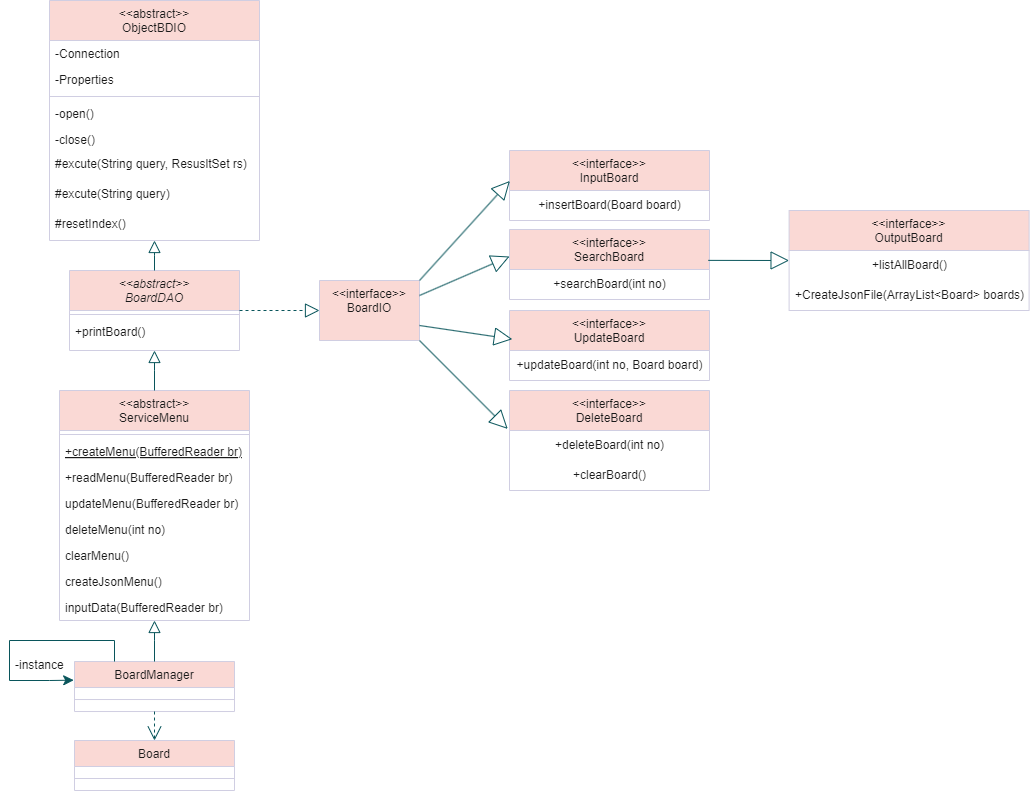 <<abstract>>
ObjectBDIO
-Connection
-Properties
-open()
-close()
#excute(String query, ResusltSet rs)
#excute(String query)
#resetIndex()
<<abstract>>
BoardDAO
+printBoard()
<<abstract>>
ServiceMenu
+createMenu(BufferedReader br)
+readMenu(BufferedReader br)
updateMenu(BufferedReader br)
deleteMenu(int no)
clearMenu()
createJsonMenu()
inputData(BufferedReader br)
-instance
BoardManager
Board
<<interface>>
BoardIO
<<interface>>
InputBoard
+insertBoard(Board board)
<<interface>>
SearchBoard
+searchBoard(int no)
<<interface>>
UpdateBoard
+updateBoard(int no, Board board)
<<interface>>
DeleteBoard
+deleteBoard(int no)
+clearBoard()
<<interface>>
OutputBoard
+listAllBoard()
+CreateJsonFile(ArrayList<Board> boards)